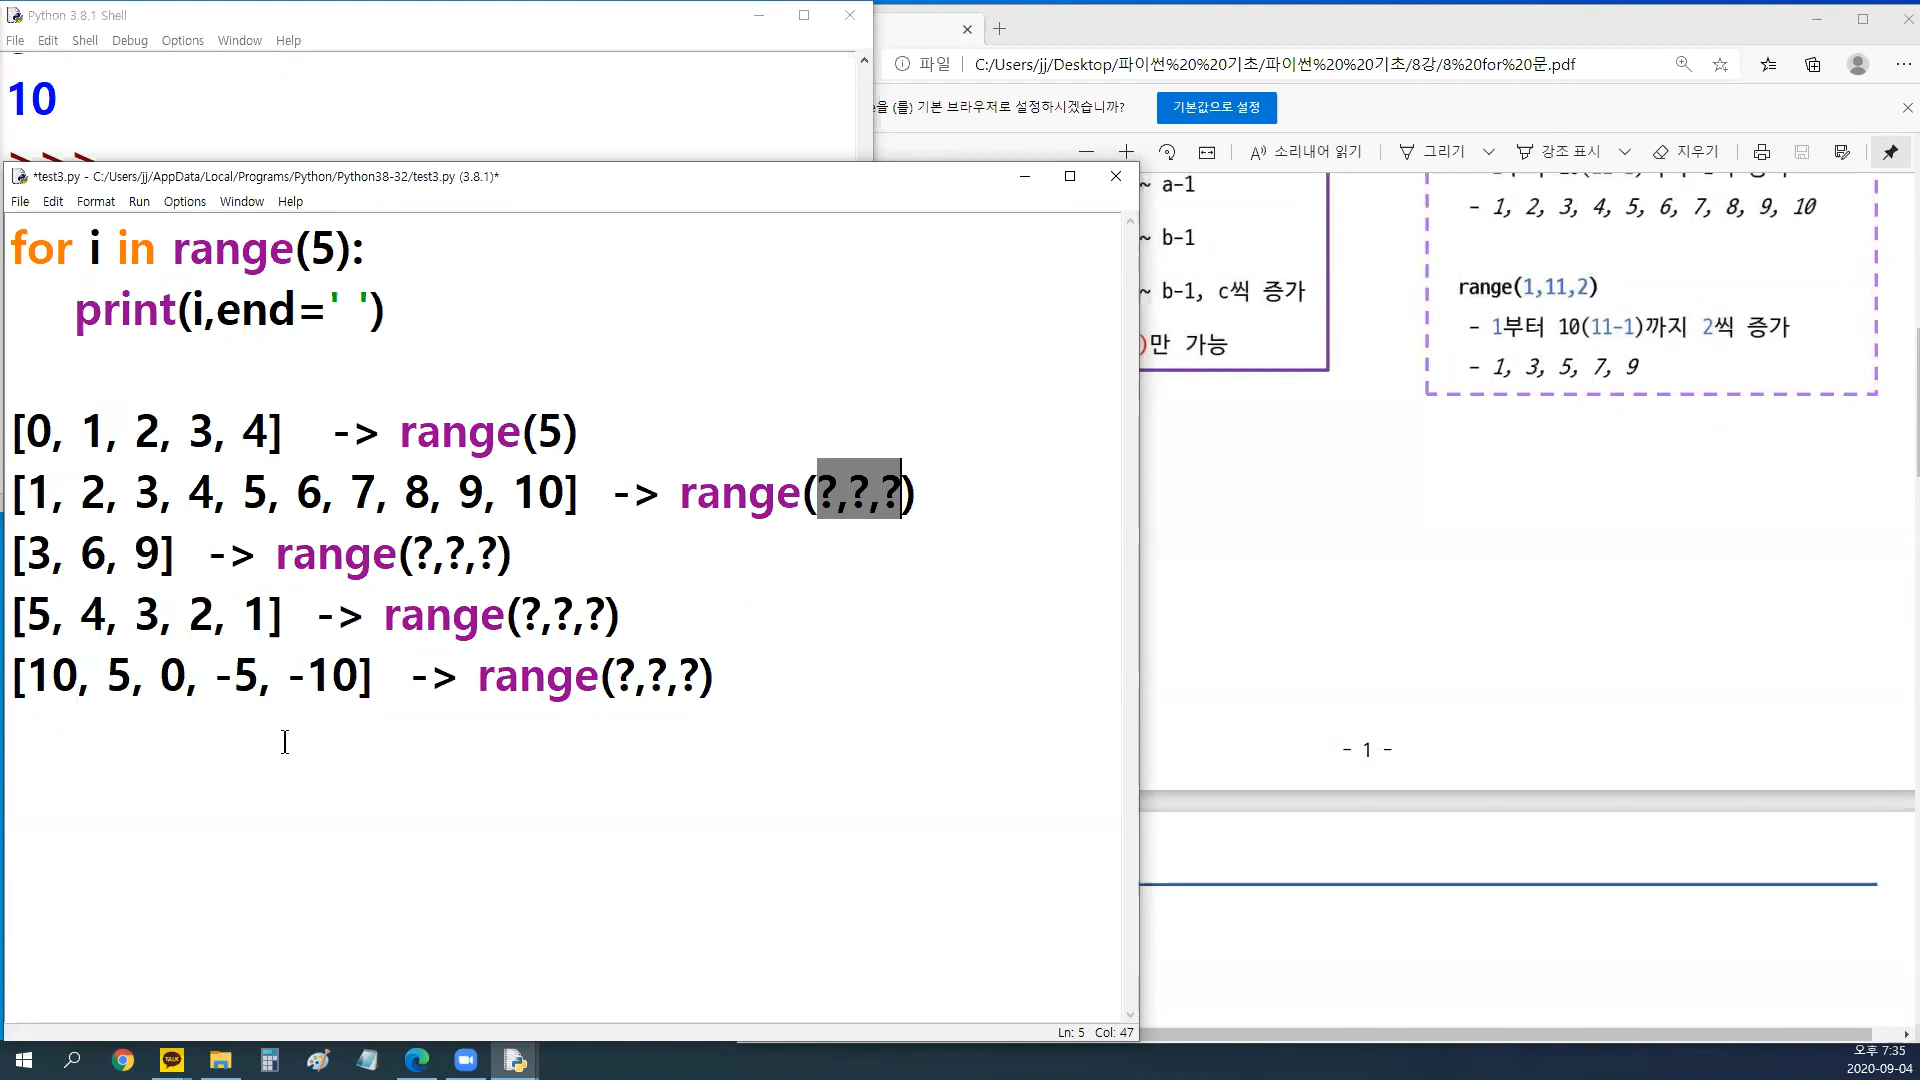 Python 3.8.1 Shell
File Edit Shell Debug Options Window Help
10
>>>
파일 C:/Users/jj/Desktop/파이썬%20%20기초/파이썬%20%20기초/8강/8%20for%20문.pdf
을 (를) 기본 브라우저로 설정하시겠습니까? 기본값으로 설정
소리내어 읽기 그리기 강조 표시 지우기
*test3.py - C:/Users/jj/AppData/Local/Programs/Python/Python38-32/test3.py (3.8.1)*
File Edit Format Run Options Window Help
for i in range(5):
print(i,end=' ')
[0, 1, 2, 3, 4] -> range(5)
[1, 2, 3, 4, 5, 6, 7, 8, 9, 10] -> range(?,?,?)
[3, 6, 9] -> range(?,?,?)
[5, 4, 3, 2, 1] -> range(?,?,?)
[10, 5, 0, -5, -10] -> range(?,?,?)
Ln: 5 Col: 47
~ a-1
~ b-1
~ b-1, c씩 증가
)만 가능
- 1, 2, 3, 4, 5, 6, 7, 8, 9, 10
range(1,11,2)
- 1부터 10(11-1)까지 2씩 증가
- 1, 3, 5, 7, 9
- 1 -
TALK
오후 7:35
2020-09-04